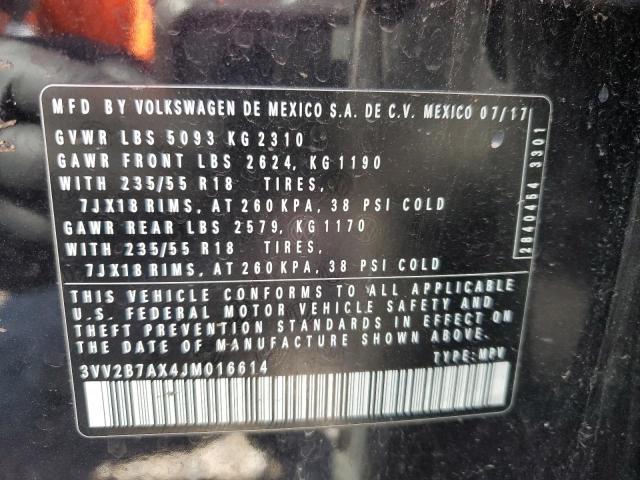 MFD BY VOLKSWAGEN DE MEXICO S.A. DE C.V. MEXICO 07/17
GVWR LBS 5093 KG 2310
GAWR FRONT LBS 2624, KG 1190
WITH 235/55 R18 TIRES,
7JX18 RIMS, AT 260 KPA, 38 PSI COLD
GAWR REAR LBS 2579, KG 1170
WITH 235/55 R18 TIRES,
7JX18 RIMS, AT 260 KPA, 38 PSI COLD
THIS VEHICLE CONFORMS TO ALL APPLICABLE
U.S. FEDERAL MOTOR VEHICLE SAFETY AND
THEFT PREVENTION STANDARDS IN EFFECT ON
THE DATE OF MANUFACTURE SHOWN ABOVE.
3VV2B7AX4JM016614 TYPE: MPV
2840454 3301